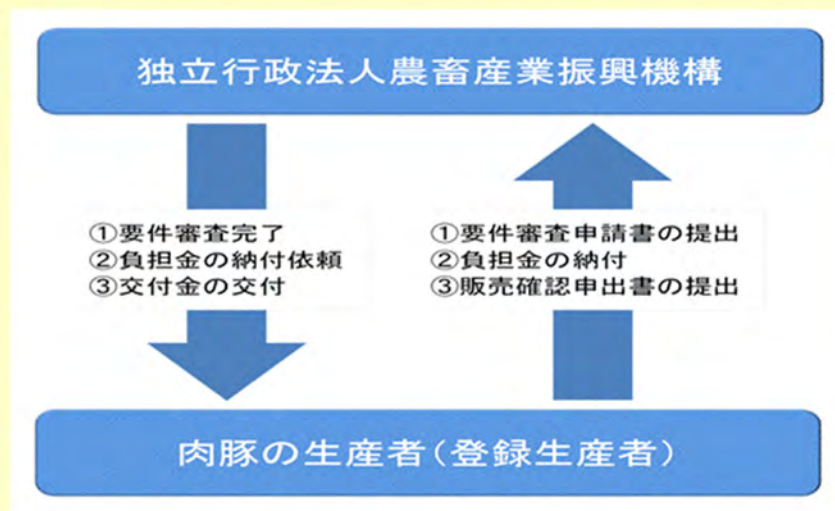 独立行政法人農畜産業振興機構
①要件審査完了
②負担金の納付依頼
③交付金の交付
①要件審査申請書の提出
②負担金の納付
③販売確認申出書の提出
肉豚の生産者(登録生産者)